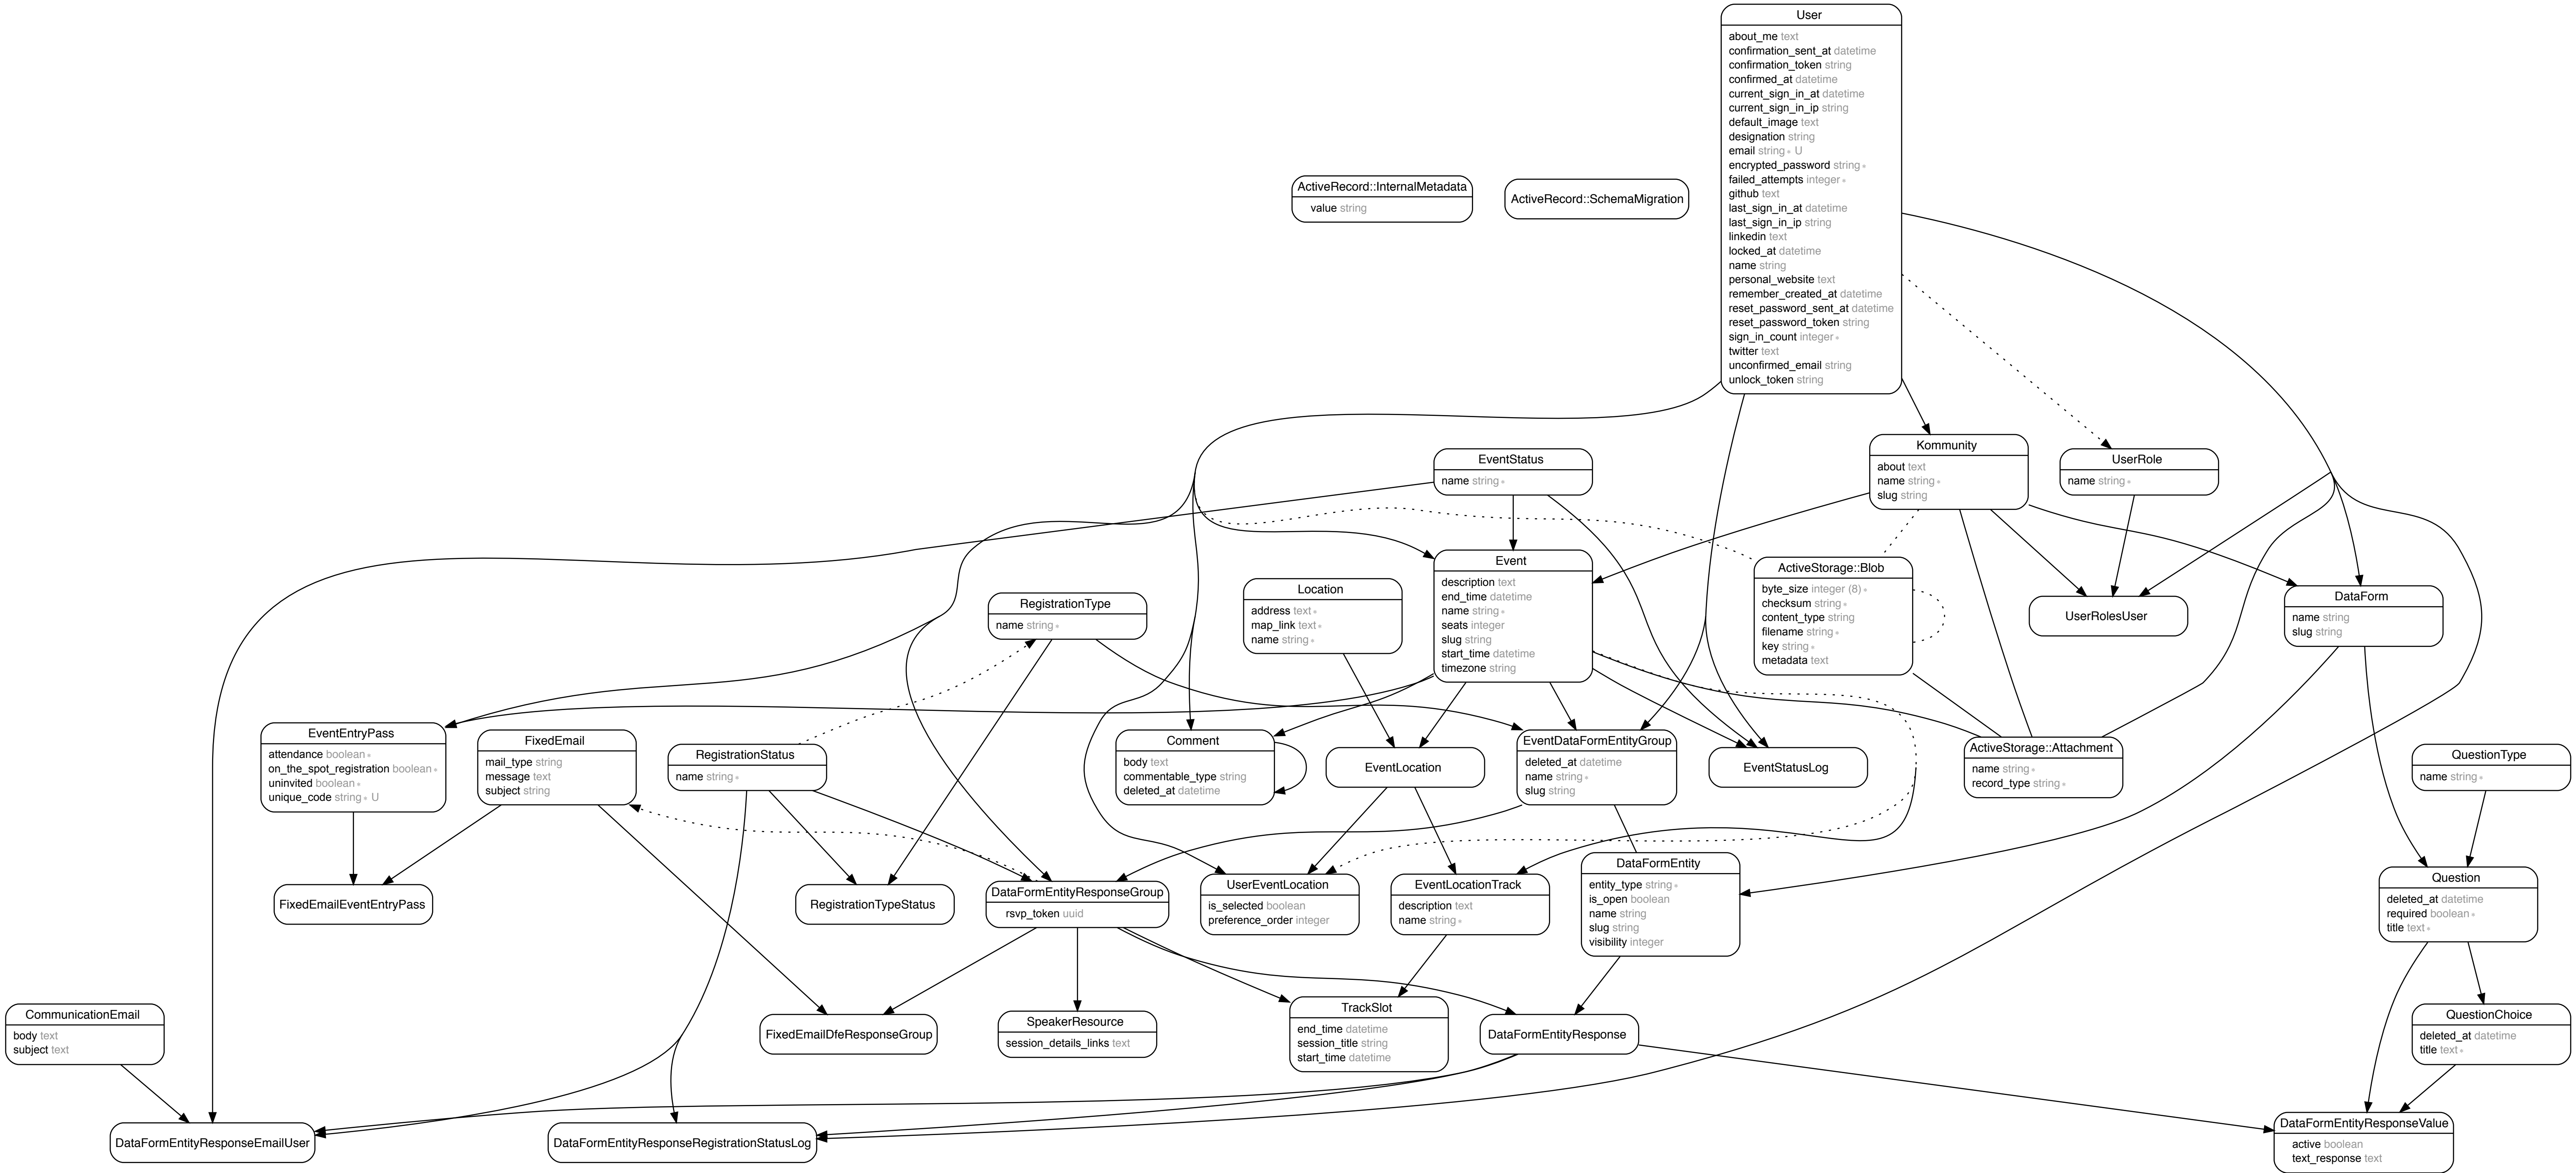 User
about_me text
confirmation_sent_at datetime
confirmation_token string
confirmed_at datetime
current_sign_in_at datetime
current_sign_in_ip string
default_image text
designation string
email string∗ U
encrypted_password string∗
failed_attempts integer∗
github text
last_sign_in_at datetime
last_sign_in_ip string
linkedin text
locked_at datetime
name string
personal_website text
remember_created_at datetime
reset_password_sent_at datetime
reset_password_token string
sign_in_count integer∗
twitter text
unconfirmed_email string
unlock_token string
ActiveRecord::InternalMetadata
value string
ActiveRecord::SchemaMigration
EventStatus
name string∗
Kommunity
about text
name string∗
slug string
UserRole
name string∗
Event
description text
end_time datetime
name string∗
seats integer
slug string
start_time datetime
timezone string
ActiveStorage::Blob
byte_size integer (8)∗
checksum string∗
content_type string
filename string∗
key string∗
metadata text
UserRolesUser
DataForm
name string
slug string
Location
address text∗
map_link text∗
name string∗
RegistrationType
name string∗
EventEntryPass
attendance boolean∗
on_the_spot_registration boolean∗
uninvited boolean∗
unique_code string∗ U
FixedEmail
mail_type string
message text
subject string
RegistrationStatus
name string∗
Comment
body text
commentable_type string
deleted_at datetime
EventLocation
EventDataFormEntityGroup
deleted_at datetime
name string∗
slug string
EventStatusLog
ActiveStorage::Attachment
name string∗
record_type string∗
QuestionType
name string∗
FixedEmailEventEntryPass
RegistrationTypeStatus
DataFormEntityResponseGroup
rsvp_token uuid
UserEventLocation
is_selected boolean
preference_order integer
EventLocationTrack
description text
name string∗
DataFormEntity
entity_type string∗
is_open boolean
name string
slug string
visibility integer
Question
deleted_at datetime
required boolean∗
title text∗
CommunicationEmail
body text
subject text
FixedEmailDfeResponseGroup
SpeakerResource
session_details_links text
TrackSlot
end_time datetime
session_title string
start_time datetime
DataFormEntityResponse
QuestionChoice
deleted_at datetime
title text∗
DataFormEntityResponseEmailUser
DataFormEntityResponseRegistrationStatusLog
DataFormEntityResponseValue
active boolean
text_response text